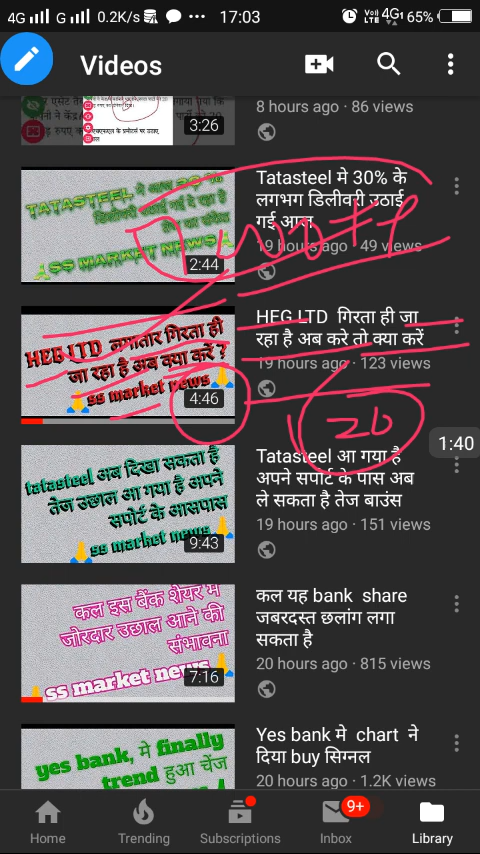 4G G 0.2K/s 17:03 4G 65%
Videos
8 hours ago · 86 views
3:26
TATASTEEL
SS MARKET NEWS
2:44
Tatasteel मे 30% के
लगभग डिलीवरी उठाई
गई आज
19 hours ago · 49 views
HEG LTD लगातार गिरता ही
जा रहा है अब क्या करें ?
ss market news
4:46
HEG LTD गिरता ही जा
रहा है अब करे तो क्या करें
19 hours ago · 123 views
20
1:40
tatasteel अब दिखा सकता है
तेज उछाल आ गया है अपने
सपोर्ट के आसपास
ss market news
9:43
Tatasteel आ गया है
अपने सपार्ट के पास अब
ले सकता है तेज बाउंस
19 hours ago · 151 views
कल इस बैंक शेयर में
जोरदार उछाल आने की
संभावना
ss market news
7:16
कल यह bank share
जबरदस्त छलांग लगा
सकता है
20 hours ago · 815 views
yes bank, मे finally
trend हुआ चेंज
Yes bank मे chart ने
दिया buy सिग्नल
20 hours ago · 1.2K views
9+
Home Trending Subscriptions Inbox Library